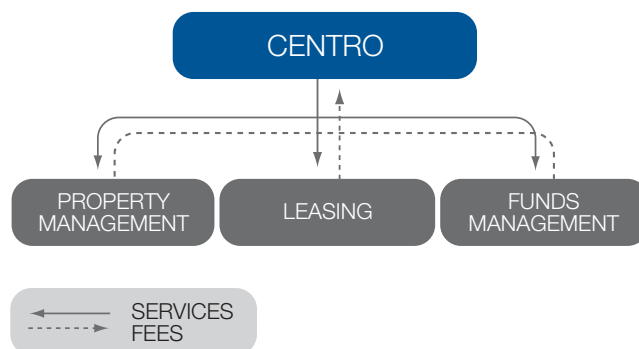 CENTRO
PROPERTY
MANAGEMENT
LEASING
FUNDS
MANAGEMENT
SERVICES
FEES